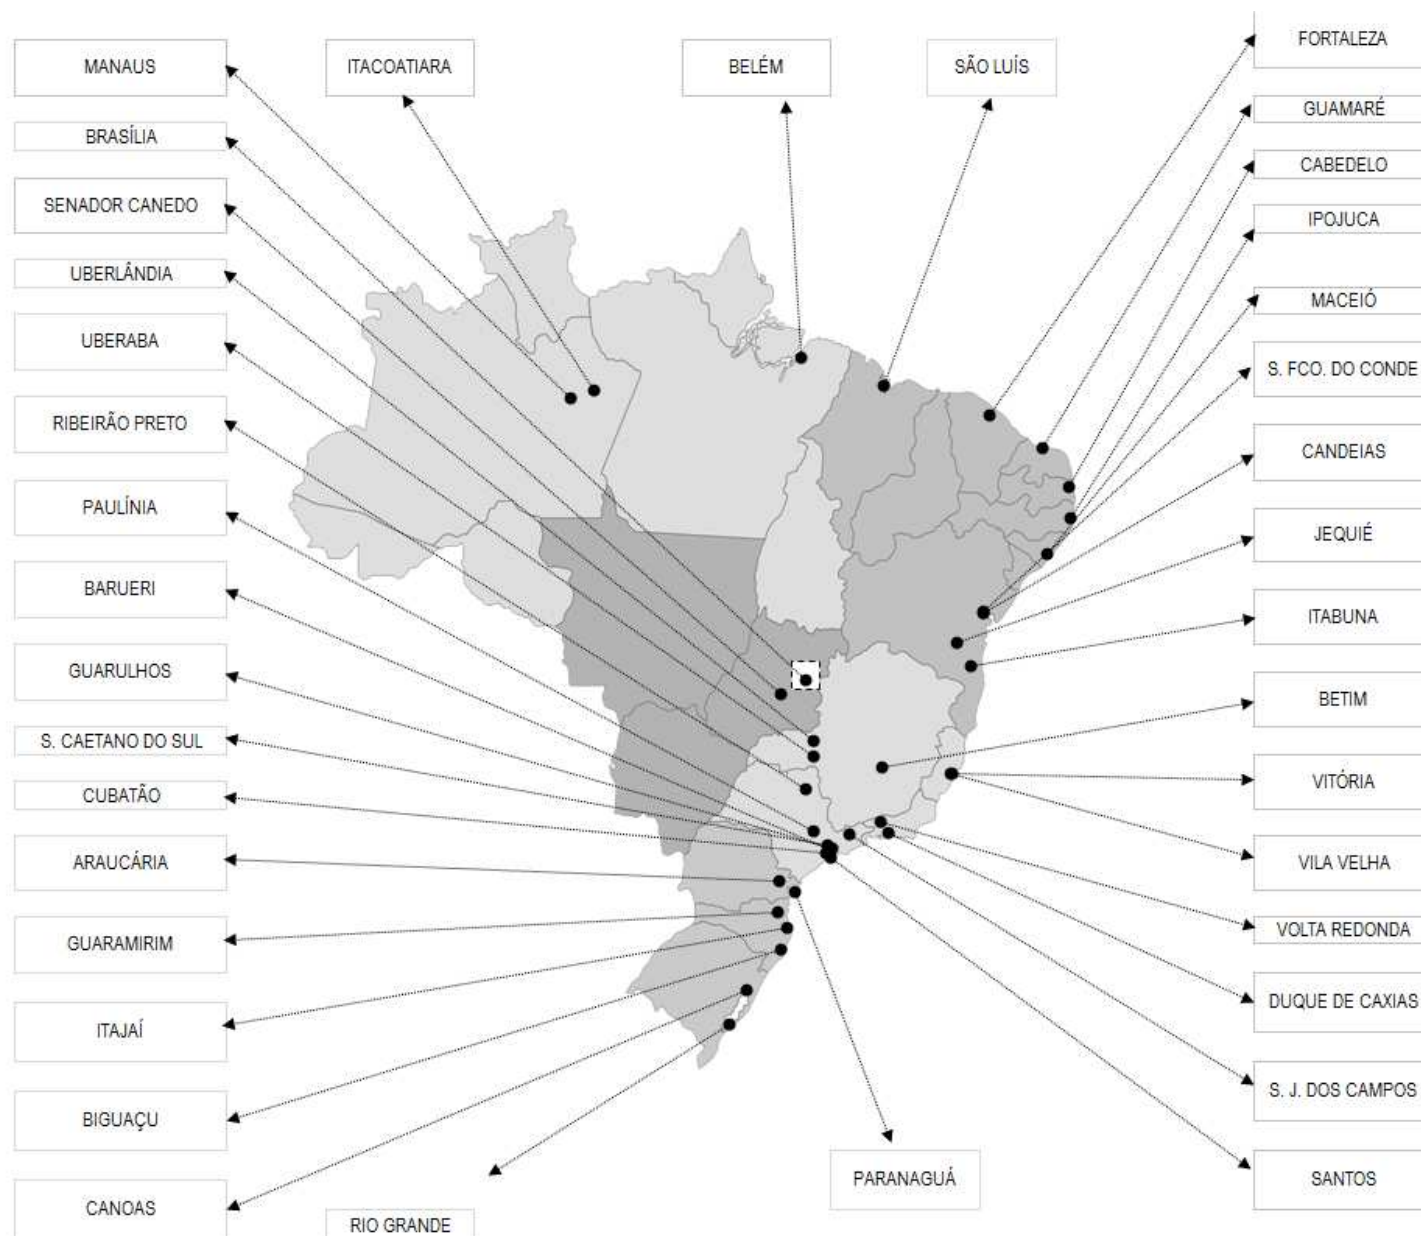 MANAUS
ITACOATIARA
BELÉM
SÃO LUÍS
FORTALEZA
BRASÍLIA
GUAMARÉ
SENADOR CANEDO
CABEDELO
UBERLÂNDIA
IPOJUCA
UBERABA
MACEIÓ
RIBEIRÃO PRETO
S. FCO. DO CONDE
PAULÍNIA
CANDEIAS
BARUERI
JEQUIÉ
GUARULHOS
ITABUNA
S. CAETANO DO SUL
BETIM
CUBATÃO
VITÓRIA
ARAUCÁRIA
VILA VELHA
GUARAMIRIM
VOLTA REDONDA
ITAJAÍ
DUQUE DE CAXIAS
BIGUAÇU
S. J. DOS CAMPOS
CANOAS
RIO GRANDE
PARANAGUÁ
SANTOS